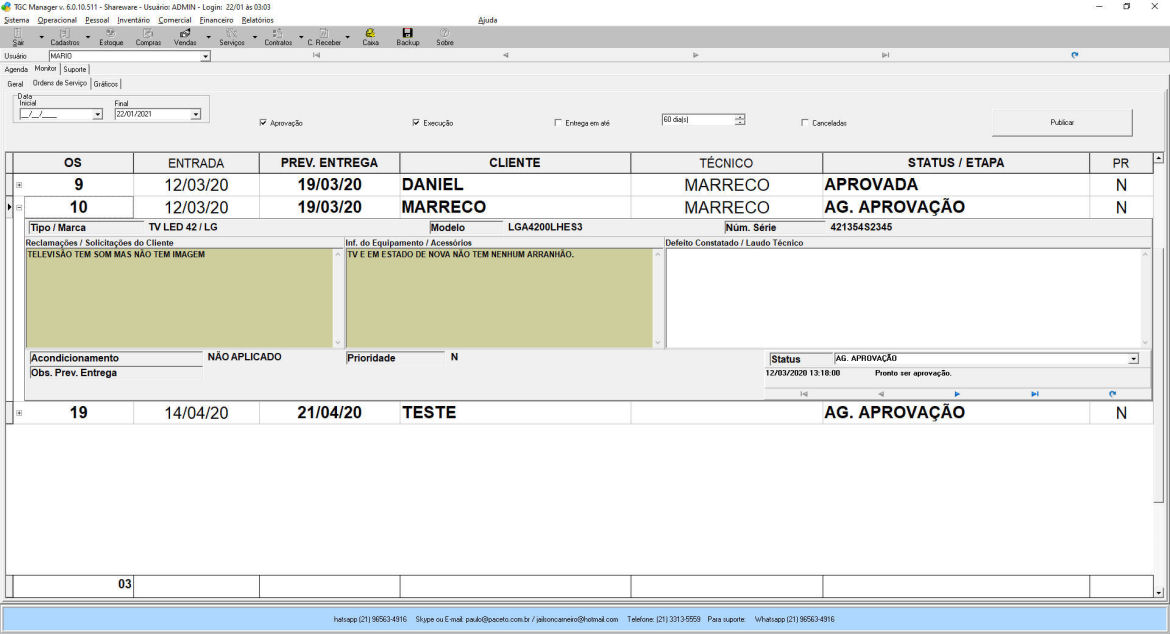 TGC Manager v. 6.0.10.511 - Shareware - Usuário: ADMIN - Login: 22/01 às 03:03
Sistema Operacional Pessoal Inventário Comercial Financeiro Relatórios Ajuda
Sair Cadastros Estoque Compras Vendas Serviços Contratos C. Receber Caixa Backup Sobre
Usuário MARIO
Agenda Monitor Suporte
Geral Ordens de Serviço Gráficos
Data
Inicial Final
__/__/____ 22/01/2021
Aprovação Execução Entrega em até 60 dia(s) Canceladas Publicar
OS ENTRADA PREV. ENTREGA CLIENTE TÉCNICO STATUS / ETAPA PR
9 12/03/20 19/03/20 DANIEL MARRECO APROVADA N
10 12/03/20 19/03/20 MARRECO MARRECO AG. APROVAÇÃO N
Tipo / Marca TV LED 42 / LG Modelo LGA4200LHES3 Núm. Série 421354S2345
Reclamações / Solicitações do Cliente Inf. do Equipamento / Acessórios Defeito Constatado / Laudo Técnico
TELEVISÃO TEM SOM MAS NÃO TEM IMAGEM TV E EM ESTADO DE NOVA NÃO TEM NENHUM ARRANHÃO.
Acondicionamento NÃO APLICADO Prioridade N Status AG. APROVAÇÃO
Obs. Prev. Entrega 12/03/2020 13:18:00 Pronto ser aprovação.
19 14/04/20 21/04/20 TESTE AG. APROVAÇÃO N
03
hatsapp (21) 96563-4916 Skype ou E-mail: paulo@paceto.com.br / jailsoncarneiro@hotmail.com Telefone: (21) 3313-5559 Para suporte: Whatsapp (21) 96563-4916